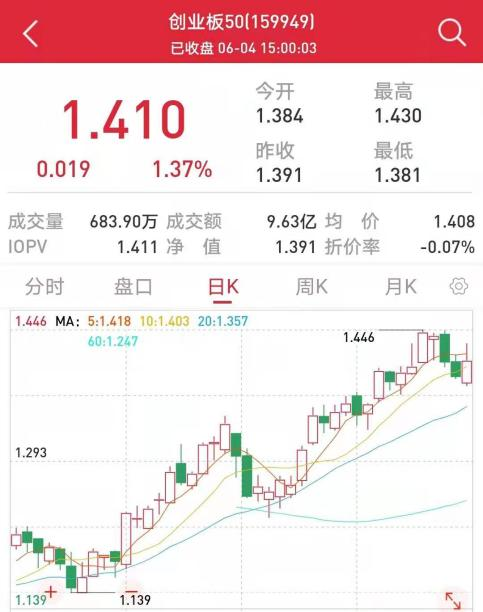 创业板50(159949)
已收盘 06-04 15:00:03
1.410
0.019 1.37%
今开 最高
1.384 1.430
昨收 最低
1.391 1.381
成交量 683.90万 成交额 9.63亿 均 价 1.408
IOPV 1.411 净 值 1.391 折价率 -0.07%
分时 盘口 日K 周K 月K
1.446 MA: 5:1.418 10:1.403 20:1.357
60:1.247
1.446
1.293
1.139 1.139